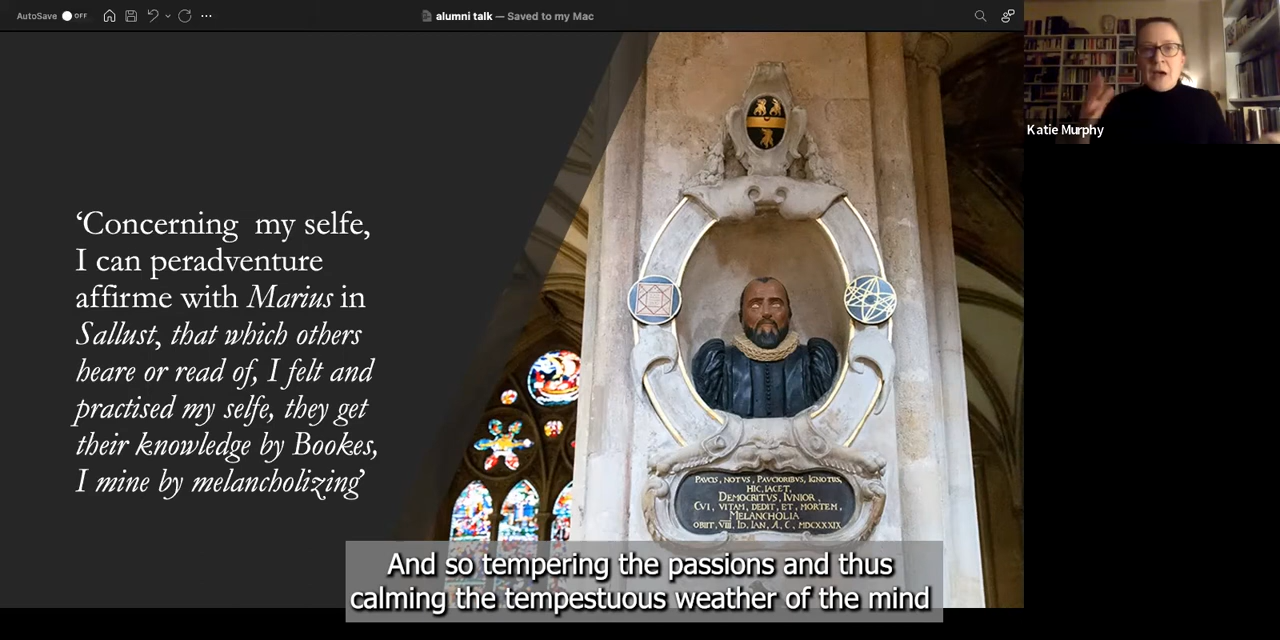 AutoSave OFF
alumni talk — Saved to my Mac
Katie Murphy
‘Concerning my selfe,
I can peradventure
affirme with Marius in
Sallust, that which others
heare or read of, I felt and
practised my selfe, they get
their knowledge by Bookes,
I mine by melancholizing’
PAVCIS, NOTVS, PAVCIORIBVS, IGNOTVS,
HIC, IACET,
DEMOCRITVS, IVNIOR,
CVI, VITAM, DEDIT, ET, MORTEM,
MELANCHOLIA
OBIIT, VIII, ID, IAN, A, C, MDCXXXIX
And so tempering the passions and thus
calming the tempestuous weather of the mind